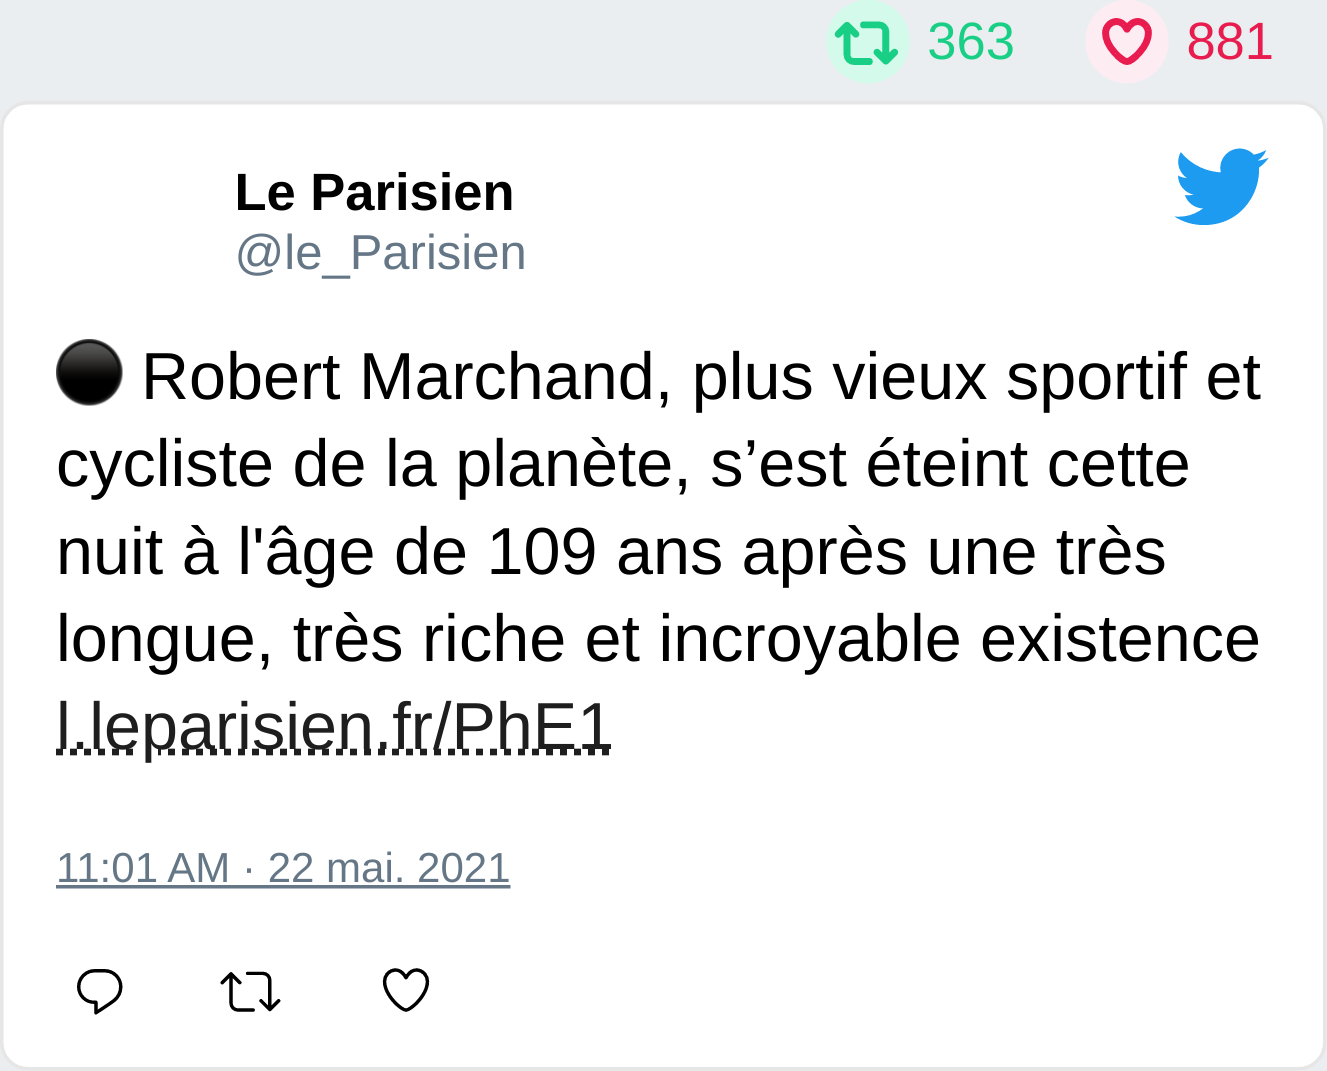 363 881
Le Parisien
@le_Parisien
⚫ Robert Marchand, plus vieux sportif et
cycliste de la planète, s’est éteint cette
nuit à l'âge de 109 ans après une très
longue, très riche et incroyable existence
l.leparisien.fr/PhE1
11:01 AM · 22 mai. 2021